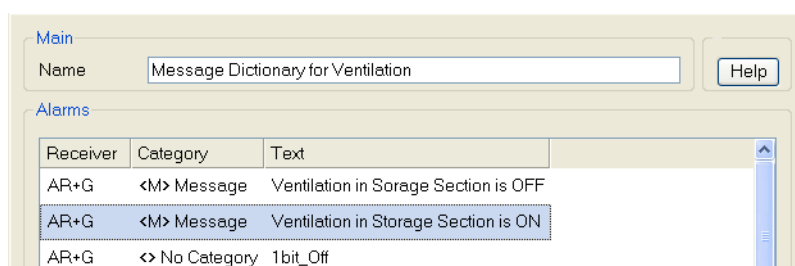 Main
Name Message Dictionary for Ventilation Help
Alarms
Receiver Category Text
AR+G <M> Message Ventilation in Sorage Section is OFF
AR+G <M> Message Ventilation in Storage Section is ON
AR+G <> No Category 1bit_Off